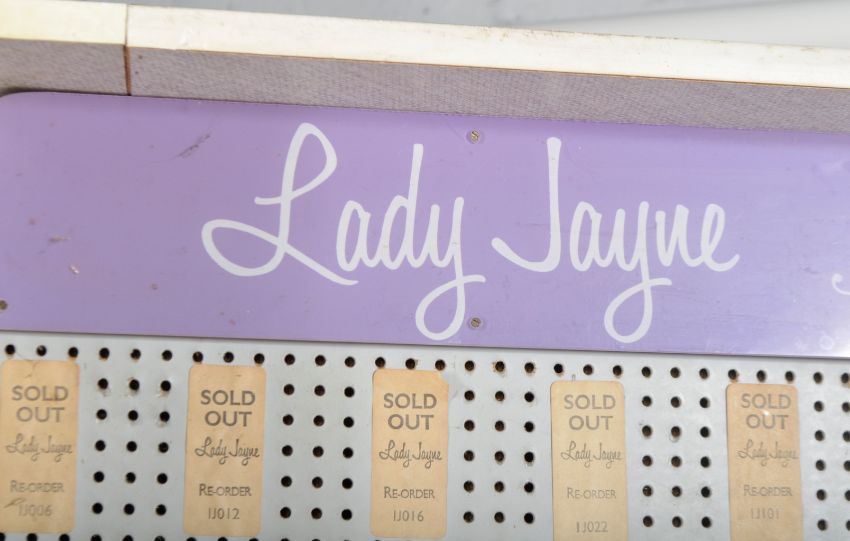 Lady Jayne
SOLD
OUT
Lady Jayne
RE-ORDER
1J006
SOLD
OUT
Lady Jayne
RE-ORDER
1J012
SOLD
OUT
Lady Jayne
RE-ORDER
1J016
SOLD
OUT
Lady Jayne
RE-ORDER
1J022
SOLD
OUT
Lady Jayne
RE-ORDER
1J101